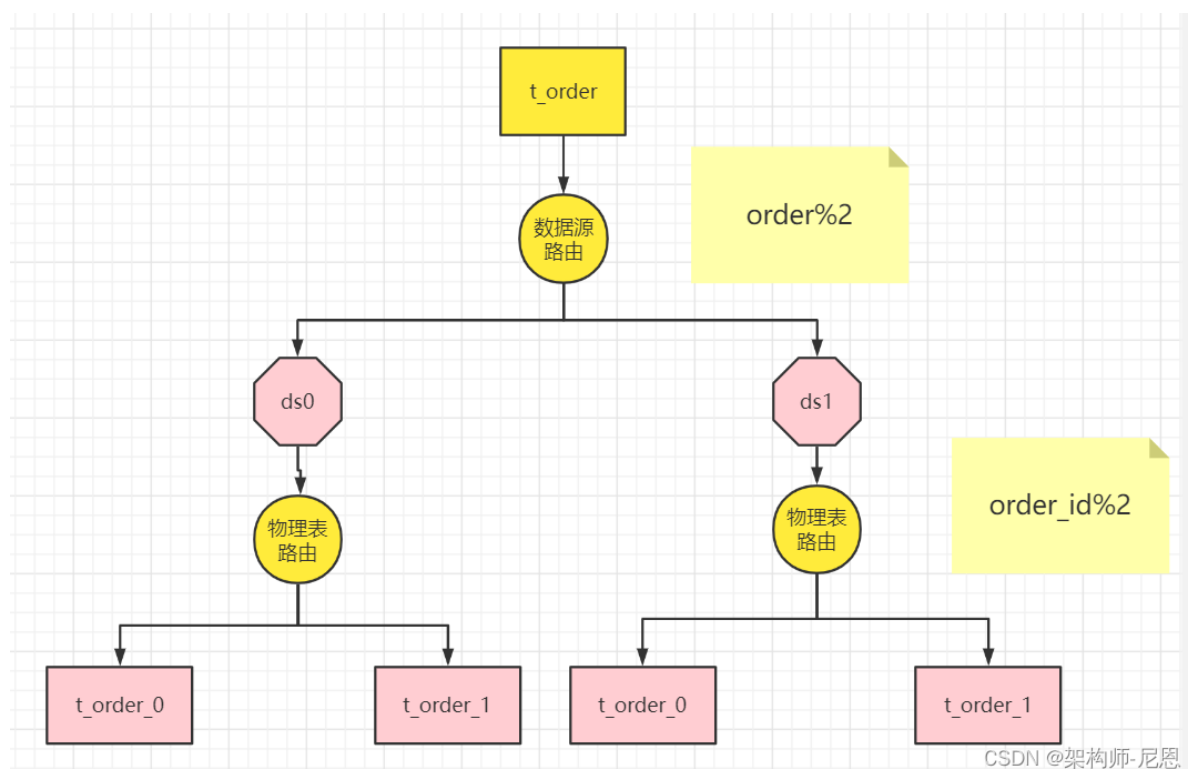 t_order
数据源
路由
order%2
ds0
ds1
物理表
路由
物理表
路由
order_id%2
t_order_0
t_order_1
t_order_0
t_order_1
CSDN @架构师-尼恩